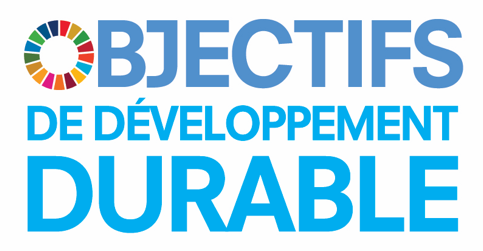 OBJECTIFS
DE DÉVELOPPEMENT
DURABLE